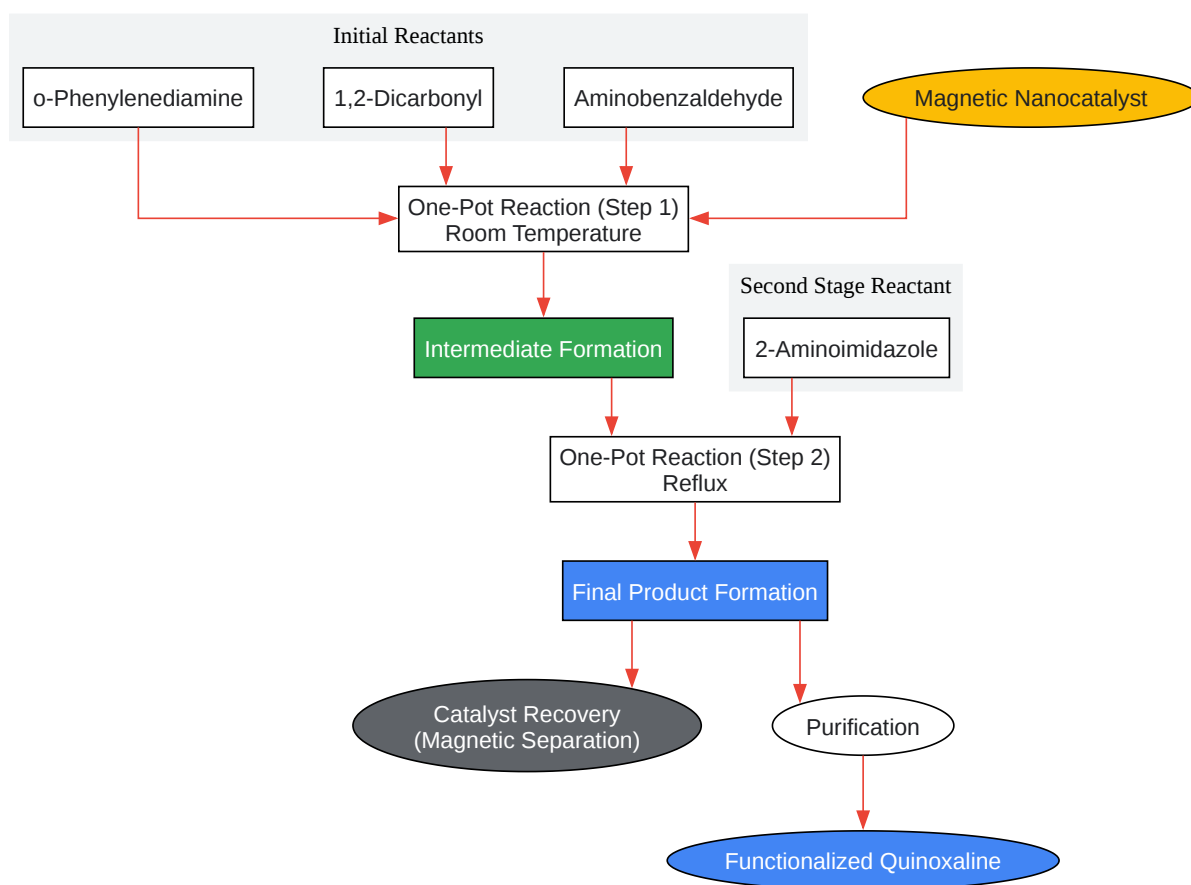 Initial Reactants
o-Phenylenediamine
1,2-Dicarbonyl
Aminobenzaldehyde
Magnetic Nanocatalyst
One-Pot Reaction (Step 1)
Room Temperature
Second Stage Reactant
Intermediate Formation
2-Aminoimidazole
One-Pot Reaction (Step 2)
Reflux
Final Product Formation
Catalyst Recovery
(Magnetic Separation)
Purification
Functionalized Quinoxaline